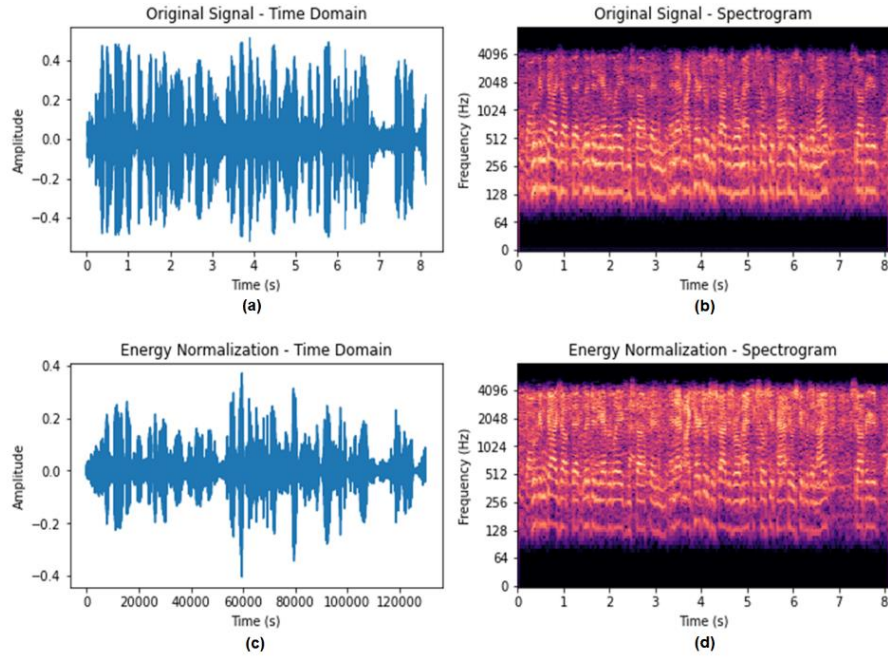 Original Signal - Time Domain
Amplitude
0.4
0.2
0.0
−0.2
−0.4
0 1 2 3 4 5 6 7 8
Time (s)
(a)
Original Signal - Spectrogram
Frequency (Hz)
4096
2048
1024
512
256
128
64
0
0 1 2 3 4 5 6 7 8
Time (s)
(b)
Energy Normalization - Time Domain
Amplitude
0.4
0.2
0.0
−0.2
−0.4
0 20000 40000 60000 80000 100000 120000
Time (s)
(c)
Energy Normalization - Spectrogram
Frequency (Hz)
4096
2048
1024
512
256
128
64
0
0 1 2 3 4 5 6 7 8
Time (s)
(d)